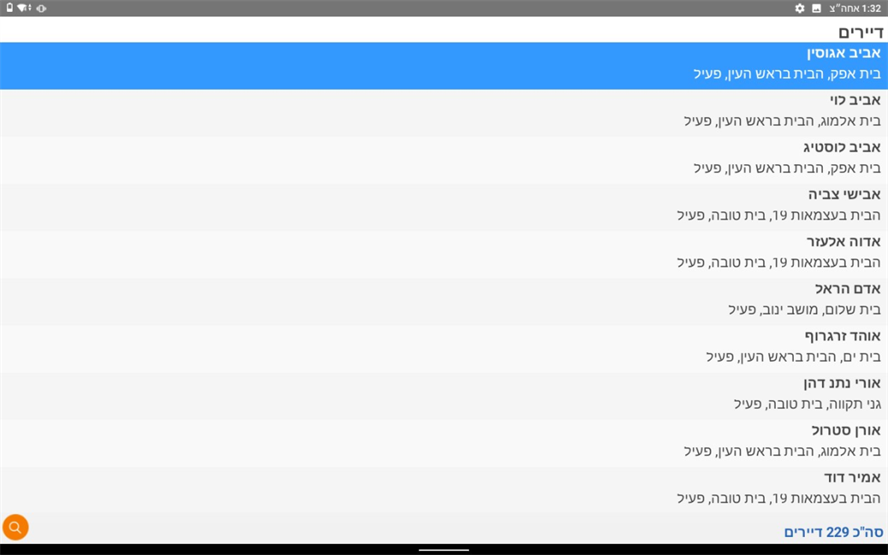 1:32 אחה״צ
דיירים
אביב אגוסין
בית אפק, הבית בראש העין, פעיל
אביב לוי
בית אלמוג, הבית בראש העין, פעיל
אביב לוסטיג
בית אפק, הבית בראש העין, פעיל
אבישי צביה
הבית בעצמאות 19, בית טובה, פעיל
אדוה אלעזר
הבית בעצמאות 19, בית טובה, פעיל
אדם הראל
בית שלום, מושב ינוב, פעיל
אוהד זרגרוף
בית ים, הבית בראש העין, פעיל
אורי נתנ דהן
גני תקווה, בית טובה, פעיל
אורן סטרול
בית אלמוג, הבית בראש העין, פעיל
אמיר דוד
הבית בעצמאות 19, בית טובה, פעיל
סה"כ 229 דיירים